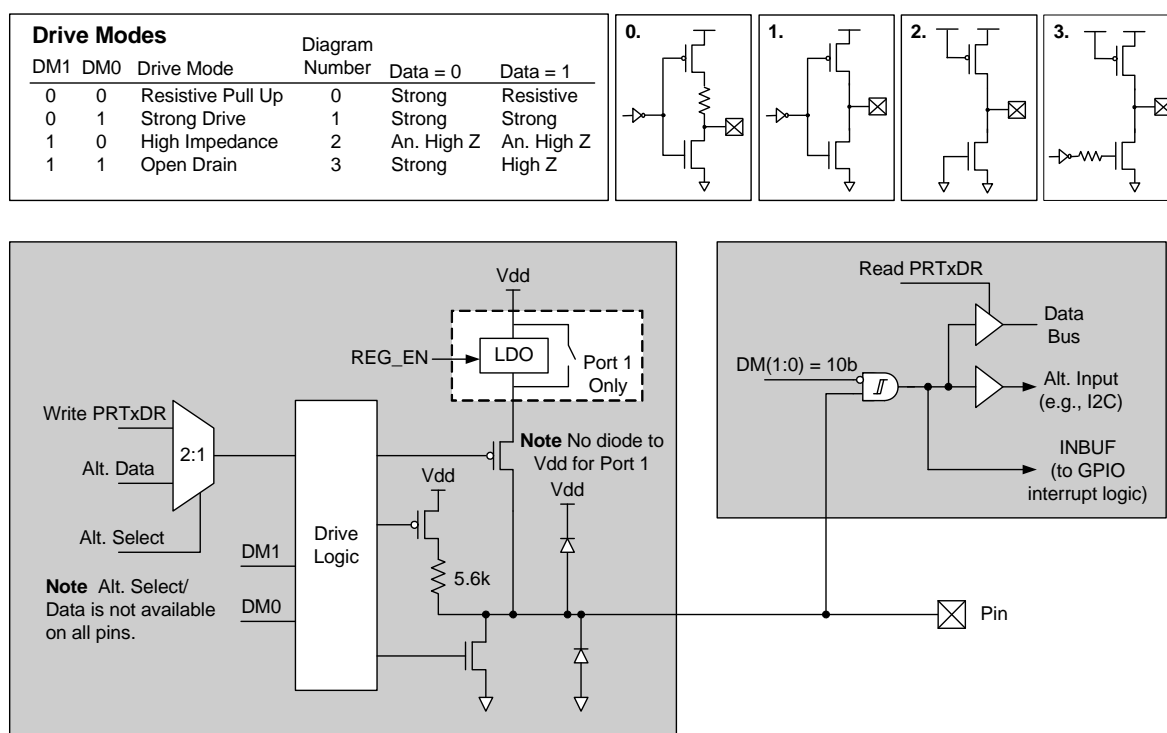 Drive Modes
Diagram
DM1 DM0 Drive Mode Number Data = 0 Data = 1
0 0 Resistive Pull Up 0 Strong Resistive
0 1 Strong Drive 1 Strong Strong
1 0 High Impedance 2 An. High Z An. High Z
1 1 Open Drain 3 Strong High Z
0.
1.
2.
3.
Vdd
REG_EN
LDO
Port 1
Only
Write PRTxDR
2:1
Alt. Data
Alt. Select
Note No diode to
Vdd for Port 1
Vdd
Vdd
Drive
Logic
5.6k
DM1
DM0
Note Alt. Select/
Data is not available
on all pins.
Read PRTxDR
Data
Bus
DM(1:0) = 10b
Alt. Input
(e.g., I2C)
INBUF
(to GPIO
interrupt logic)
Pin